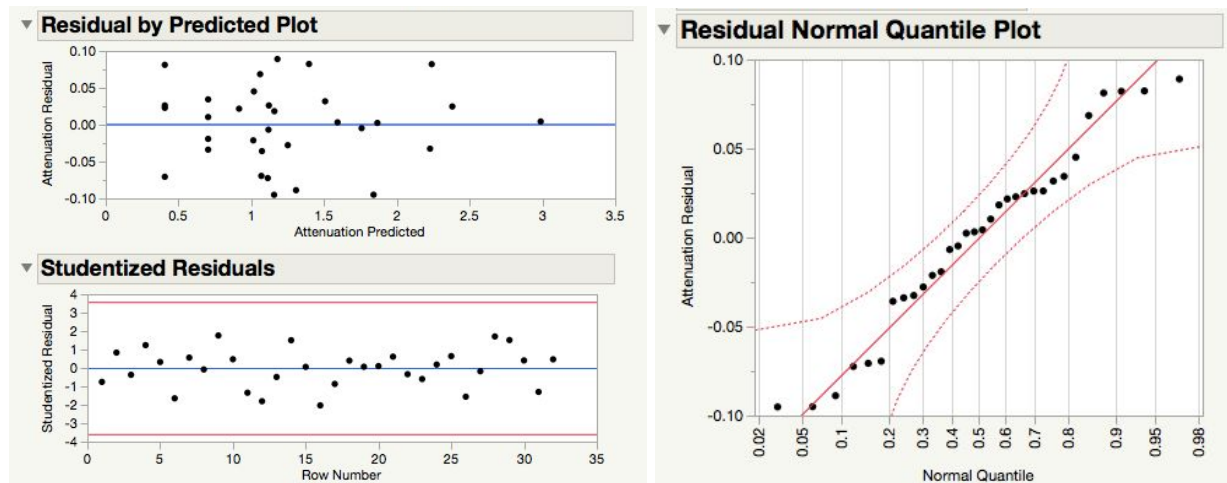 Residual by Predicted Plot
0.10
0.05
0.00
-0.05
-0.10
Attenuation Residual
0 0.5 1 1.5 2 2.5 3 3.5
Attenuation Predicted
Studentized Residuals
4
3
2
1
0
-1
-2
-3
-4
Studentized Residual
0 5 10 15 20 25 30 35
Row Number
Residual Normal Quantile Plot
0.10
0.05
0.00
-0.05
-0.10
Attenuation Residual
0.02 0.05 0.1 0.2 0.3 0.4 0.5 0.6 0.7 0.8 0.9 0.95 0.98
Normal Quantile